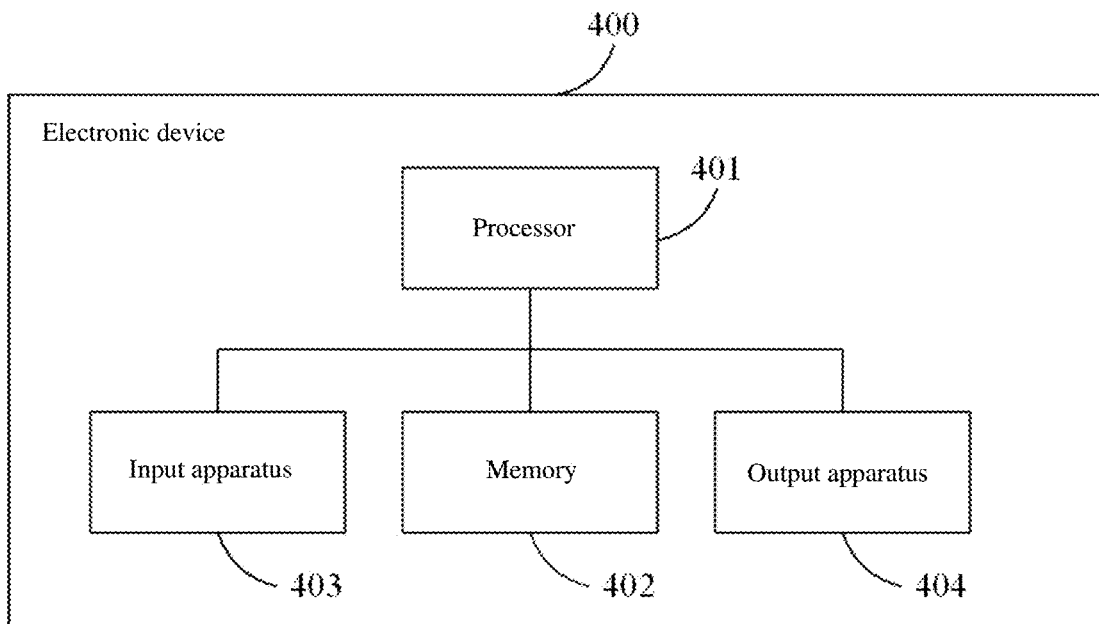 400
Electronic device
401
Processor
Input apparatus
Memory
Output apparatus
403
402
404